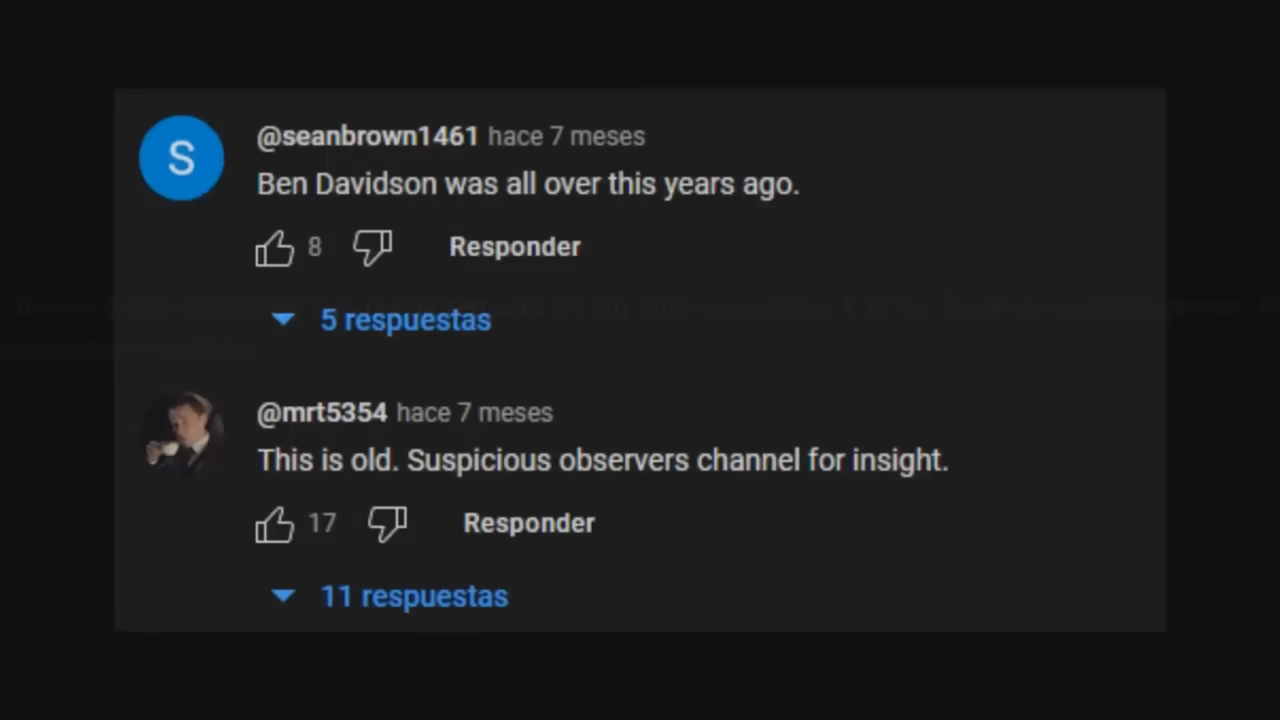 S
@seanbrown1461 hace 7 meses
Ben Davidson was all over this years ago.
8 Responder
5 respuestas
@mrt5354 hace 7 meses
This is old. Suspicious observers channel for insight.
17 Responder
11 respuestas